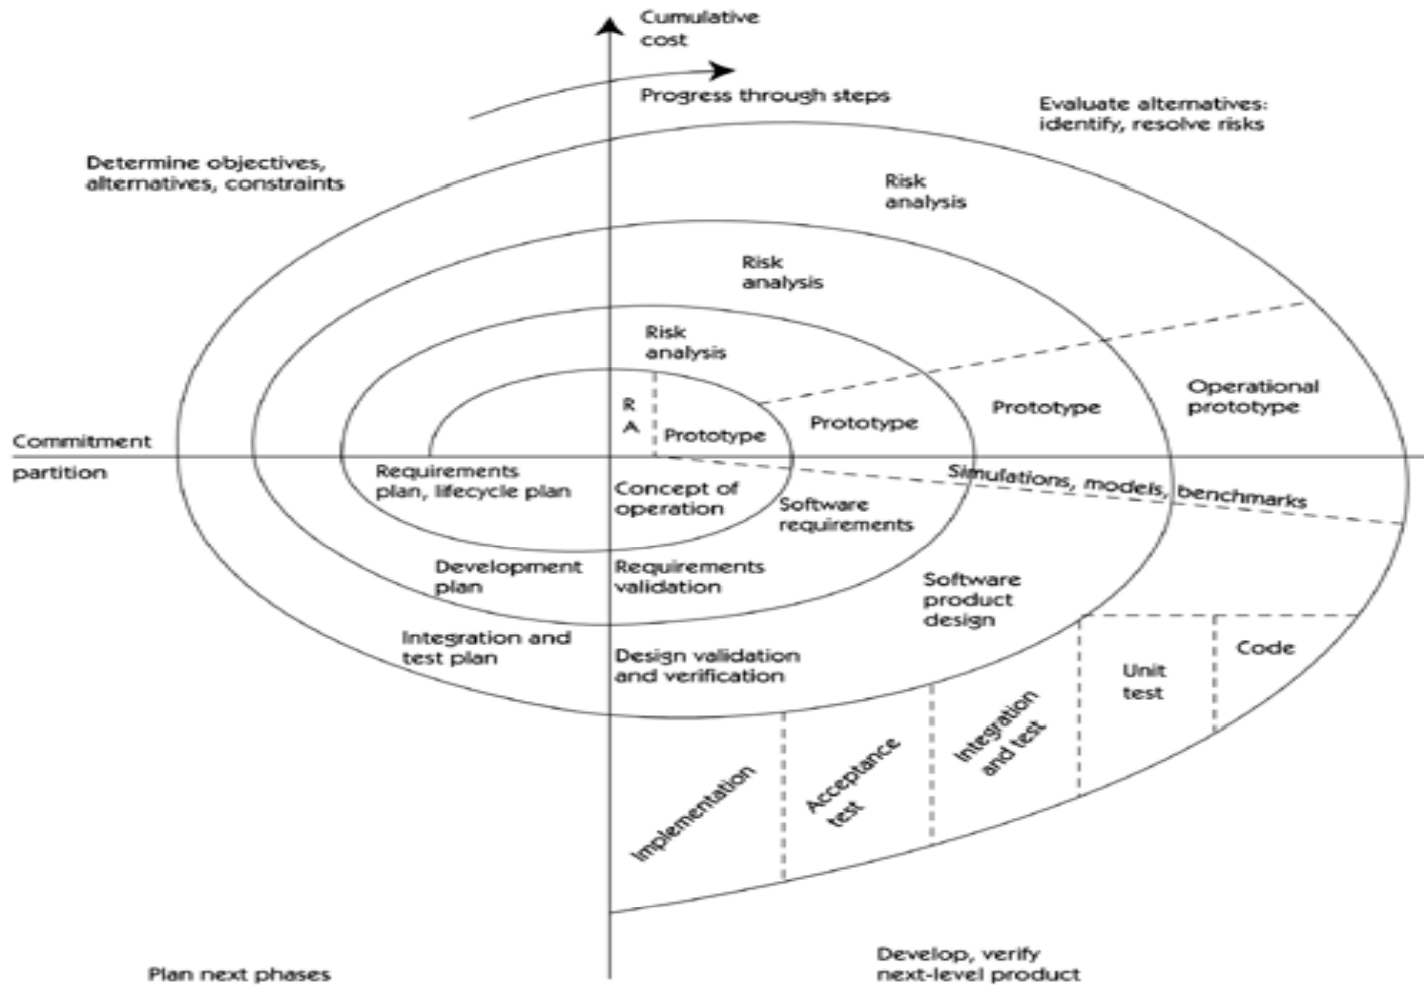 Cumulative
cost
Progress through steps
Evaluate alternatives:
identify, resolve risks
Determine objectives,
alternatives, constraints
Risk
analysis
Risk
analysis
Risk
analysis
R
A
Prototype
Prototype
Prototype
Operational
prototype
Commitment
partition
Requirements
plan, lifecycle plan
Concept of
operation
Simulations, models, benchmarks
Software
requirements
Development
plan
Requirements
validation
Software
product
design
Integration and
test plan
Design validation
and verification
Code
Unit
test
Integration
and test
Acceptance
test
Implementation
Plan next phases
Develop, verify
next-level product